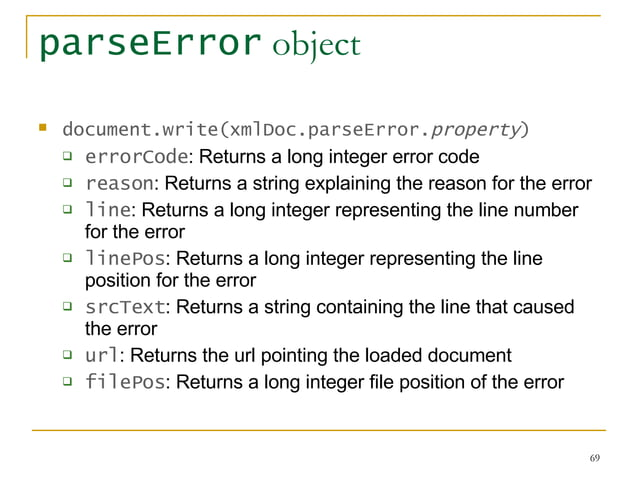 parseError object
document.write(xmlDoc.parseError.property)
errorCode: Returns a long integer error code
reason: Returns a string explaining the reason for the error
line: Returns a long integer representing the line number
for the error
linePos: Returns a long integer representing the line
position for the error
srcText: Returns a string containing the line that caused
the error
url: Returns the url pointing the loaded document
filePos: Returns a long integer file position of the error
69